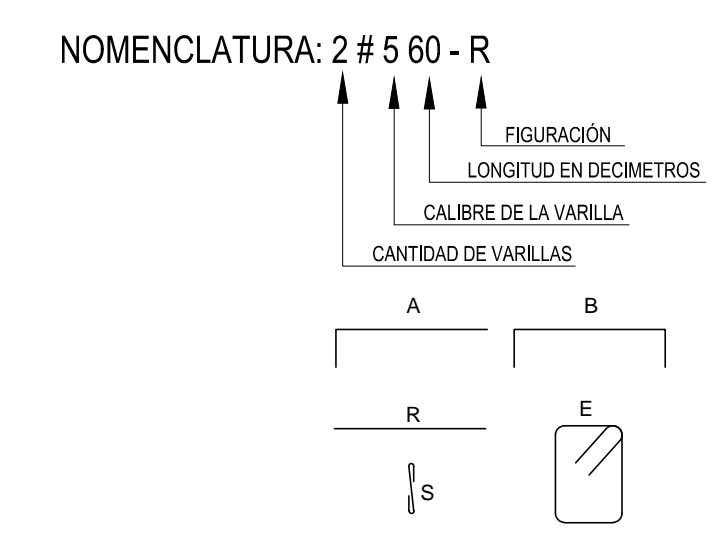 NOMENCLATURA: 2 # 5 60 - R
FIGURACIÓN
LONGITUD EN DECIMETROS
CALIBRE DE LA VARILLA
CANTIDAD DE VARILLAS
A B
R E
S